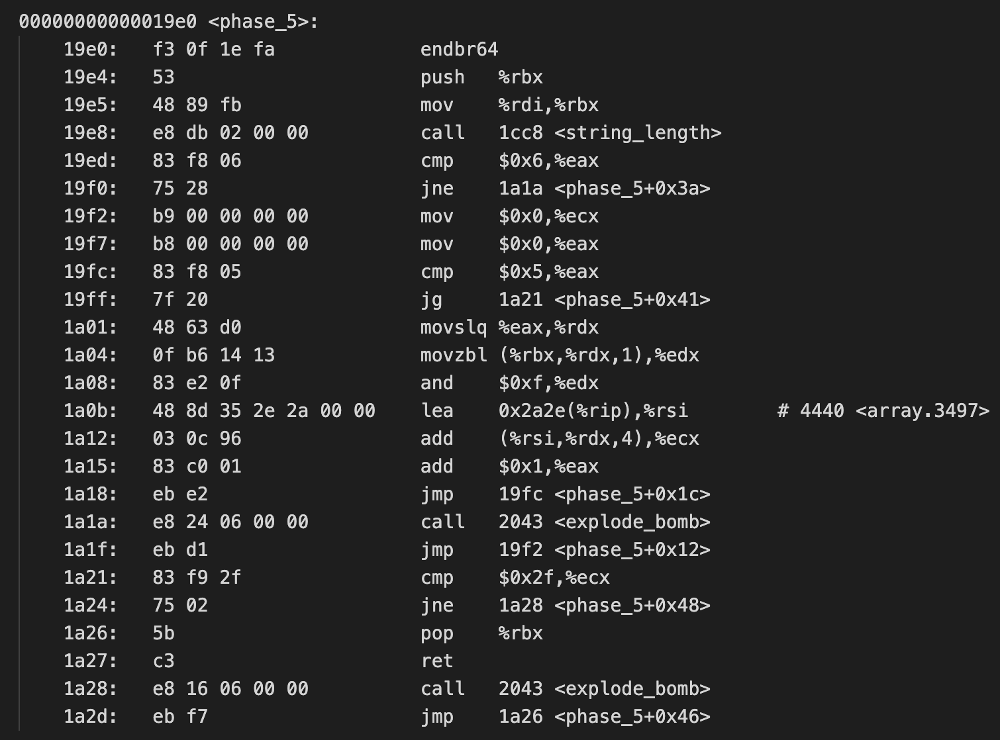 00000000000019e0 <phase_5>:
    19e0:   f3 0f 1e fa             endbr64
    19e4:   53                      push   %rbx
    19e5:   48 89 fb                mov    %rdi,%rbx
    19e8:   e8 db 02 00 00          call   1cc8 <string_length>
    19ed:   83 f8 06                cmp    $0x6,%eax
    19f0:   75 28                   jne    1a1a <phase_5+0x3a>
    19f2:   b9 00 00 00 00          mov    $0x0,%ecx
    19f7:   b8 00 00 00 00          mov    $0x0,%eax
    19fc:   83 f8 05                cmp    $0x5,%eax
    19ff:   7f 20                   jg     1a21 <phase_5+0x41>
    1a01:   48 63 d0                movslq %eax,%rdx
    1a04:   0f b6 14 13             movzbl (%rbx,%rdx,1),%edx
    1a08:   83 e2 0f                and    $0xf,%edx
    1a0b:   48 8d 35 2e 2a 00 00    lea    0x2a2e(%rip),%rsi        # 4440 <array.3497>
    1a12:   03 0c 96                add    (%rsi,%rdx,4),%ecx
    1a15:   83 c0 01                add    $0x1,%eax
    1a18:   eb e2                   jmp    19fc <phase_5+0x1c>
    1a1a:   e8 24 06 00 00          call   2043 <explode_bomb>
    1a1f:   eb d1                   jmp    19f2 <phase_5+0x12>
    1a21:   83 f9 2f                cmp    $0x2f,%ecx
    1a24:   75 02                   jne    1a28 <phase_5+0x48>
    1a26:   5b                      pop    %rbx
    1a27:   c3                      ret
    1a28:   e8 16 06 00 00          call   2043 <explode_bomb>
    1a2d:   eb f7                   jmp    1a26 <phase_5+0x46>